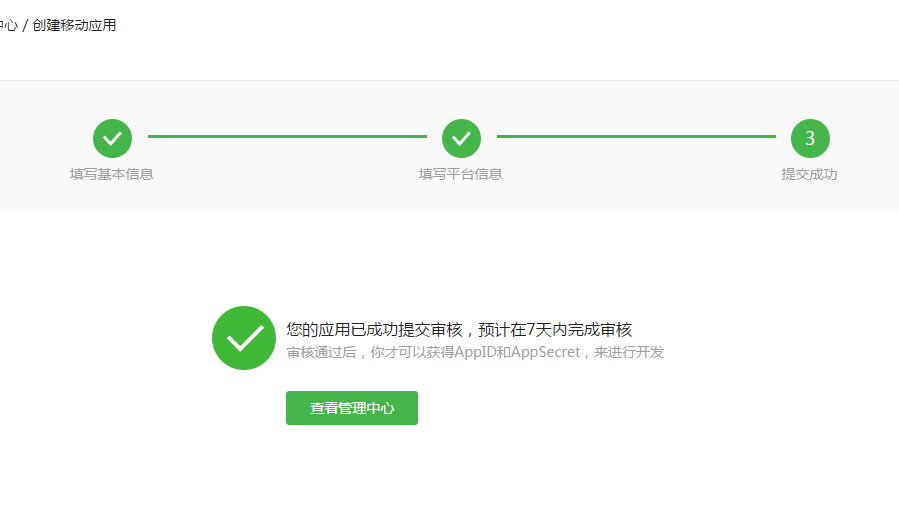 心 / 创建移动应用
3
填写基本信息
填写平台信息
提交成功
您的应用已成功提交审核，预计在7天内完成审核
审核通过后，你才可以获得AppID和AppSecret，来进行开发
查看管理中心